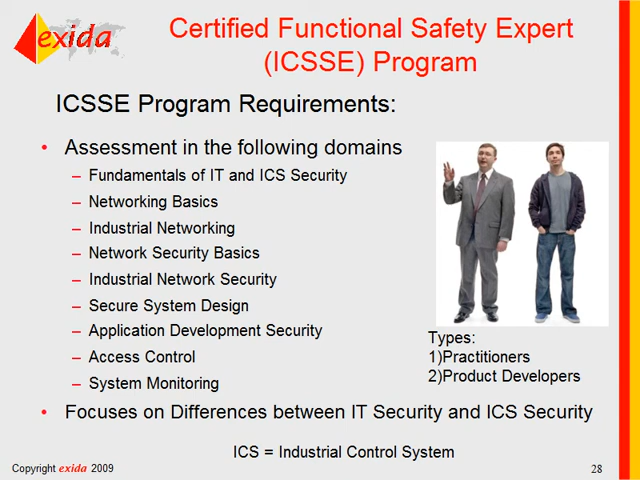 exida
Certified Functional Safety Expert
(ICSSE) Program
ICSSE Program Requirements:
• Assessment in the following domains
– Fundamentals of IT and ICS Security
– Networking Basics
– Industrial Networking
– Network Security Basics
– Industrial Network Security
– Secure System Design
– Application Development Security
– Access Control
– System Monitoring
Types:
1)Practitioners
2)Product Developers
• Focuses on Differences between IT Security and ICS Security
ICS = Industrial Control System
Copyright exida 2009
28